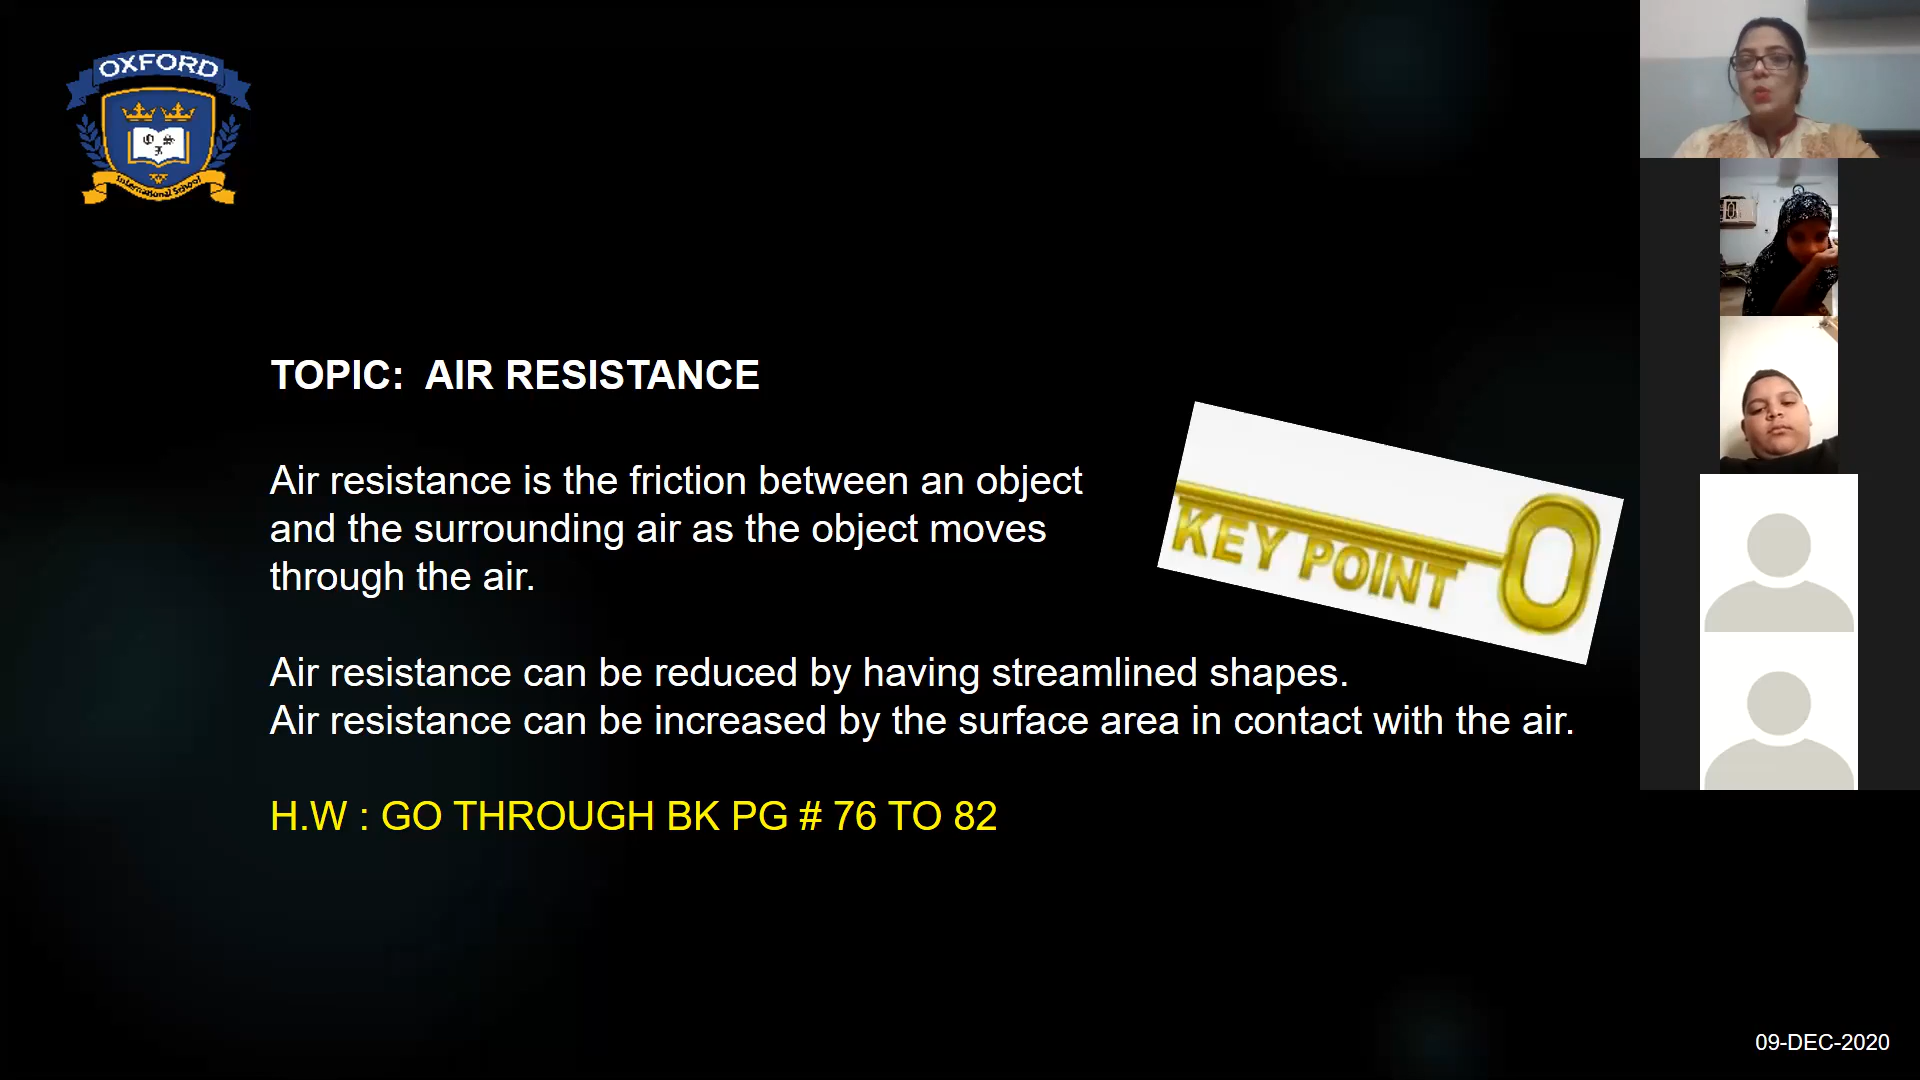 OXFORD
O S
I
International School
TOPIC: AIR RESISTANCE
Air resistance is the friction between an object
and the surrounding air as the object moves
through the air.
KEY POINT
Air resistance can be reduced by having streamlined shapes.
Air resistance can be increased by the surface area in contact with the air.
H.W : GO THROUGH BK PG # 76 TO 82
09-DEC-2020